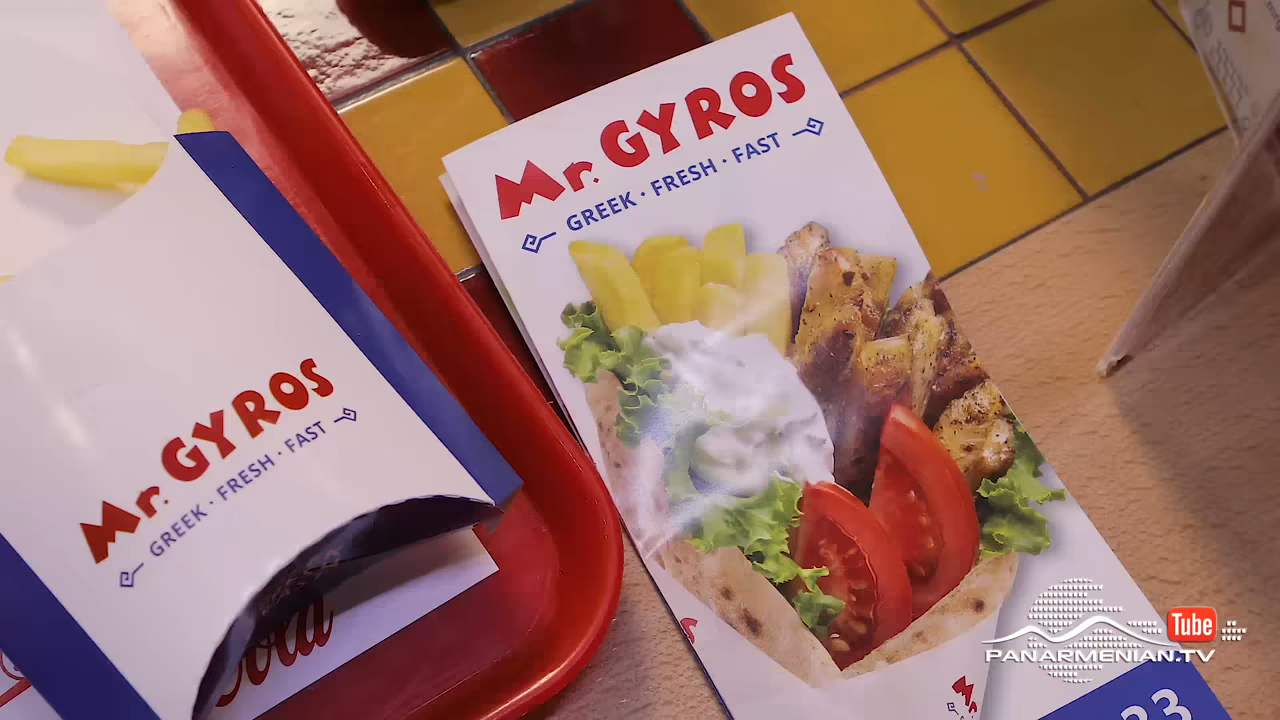 Mr. GYROS
GREEK · FRESH · FAST
Mr. GYROS
GREEK · FRESH · FAST
Tube
PANARMENIAN.TV